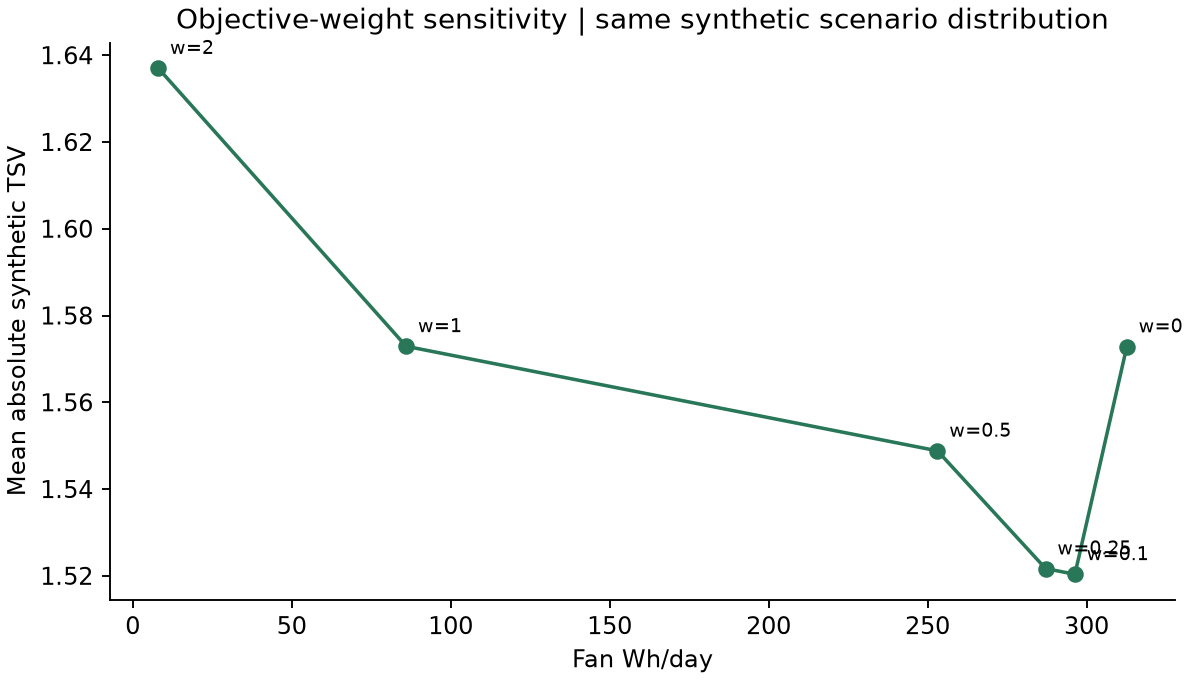 Objective-weight sensitivity | same synthetic scenario distribution
Mean absolute synthetic TSV
1.64
1.62
1.60
1.58
1.56
1.54
1.52
w=2
w=1
w=0.5
w=0.25
w=0.1
w=0
0
50
100
150
200
250
300
Fan Wh/day